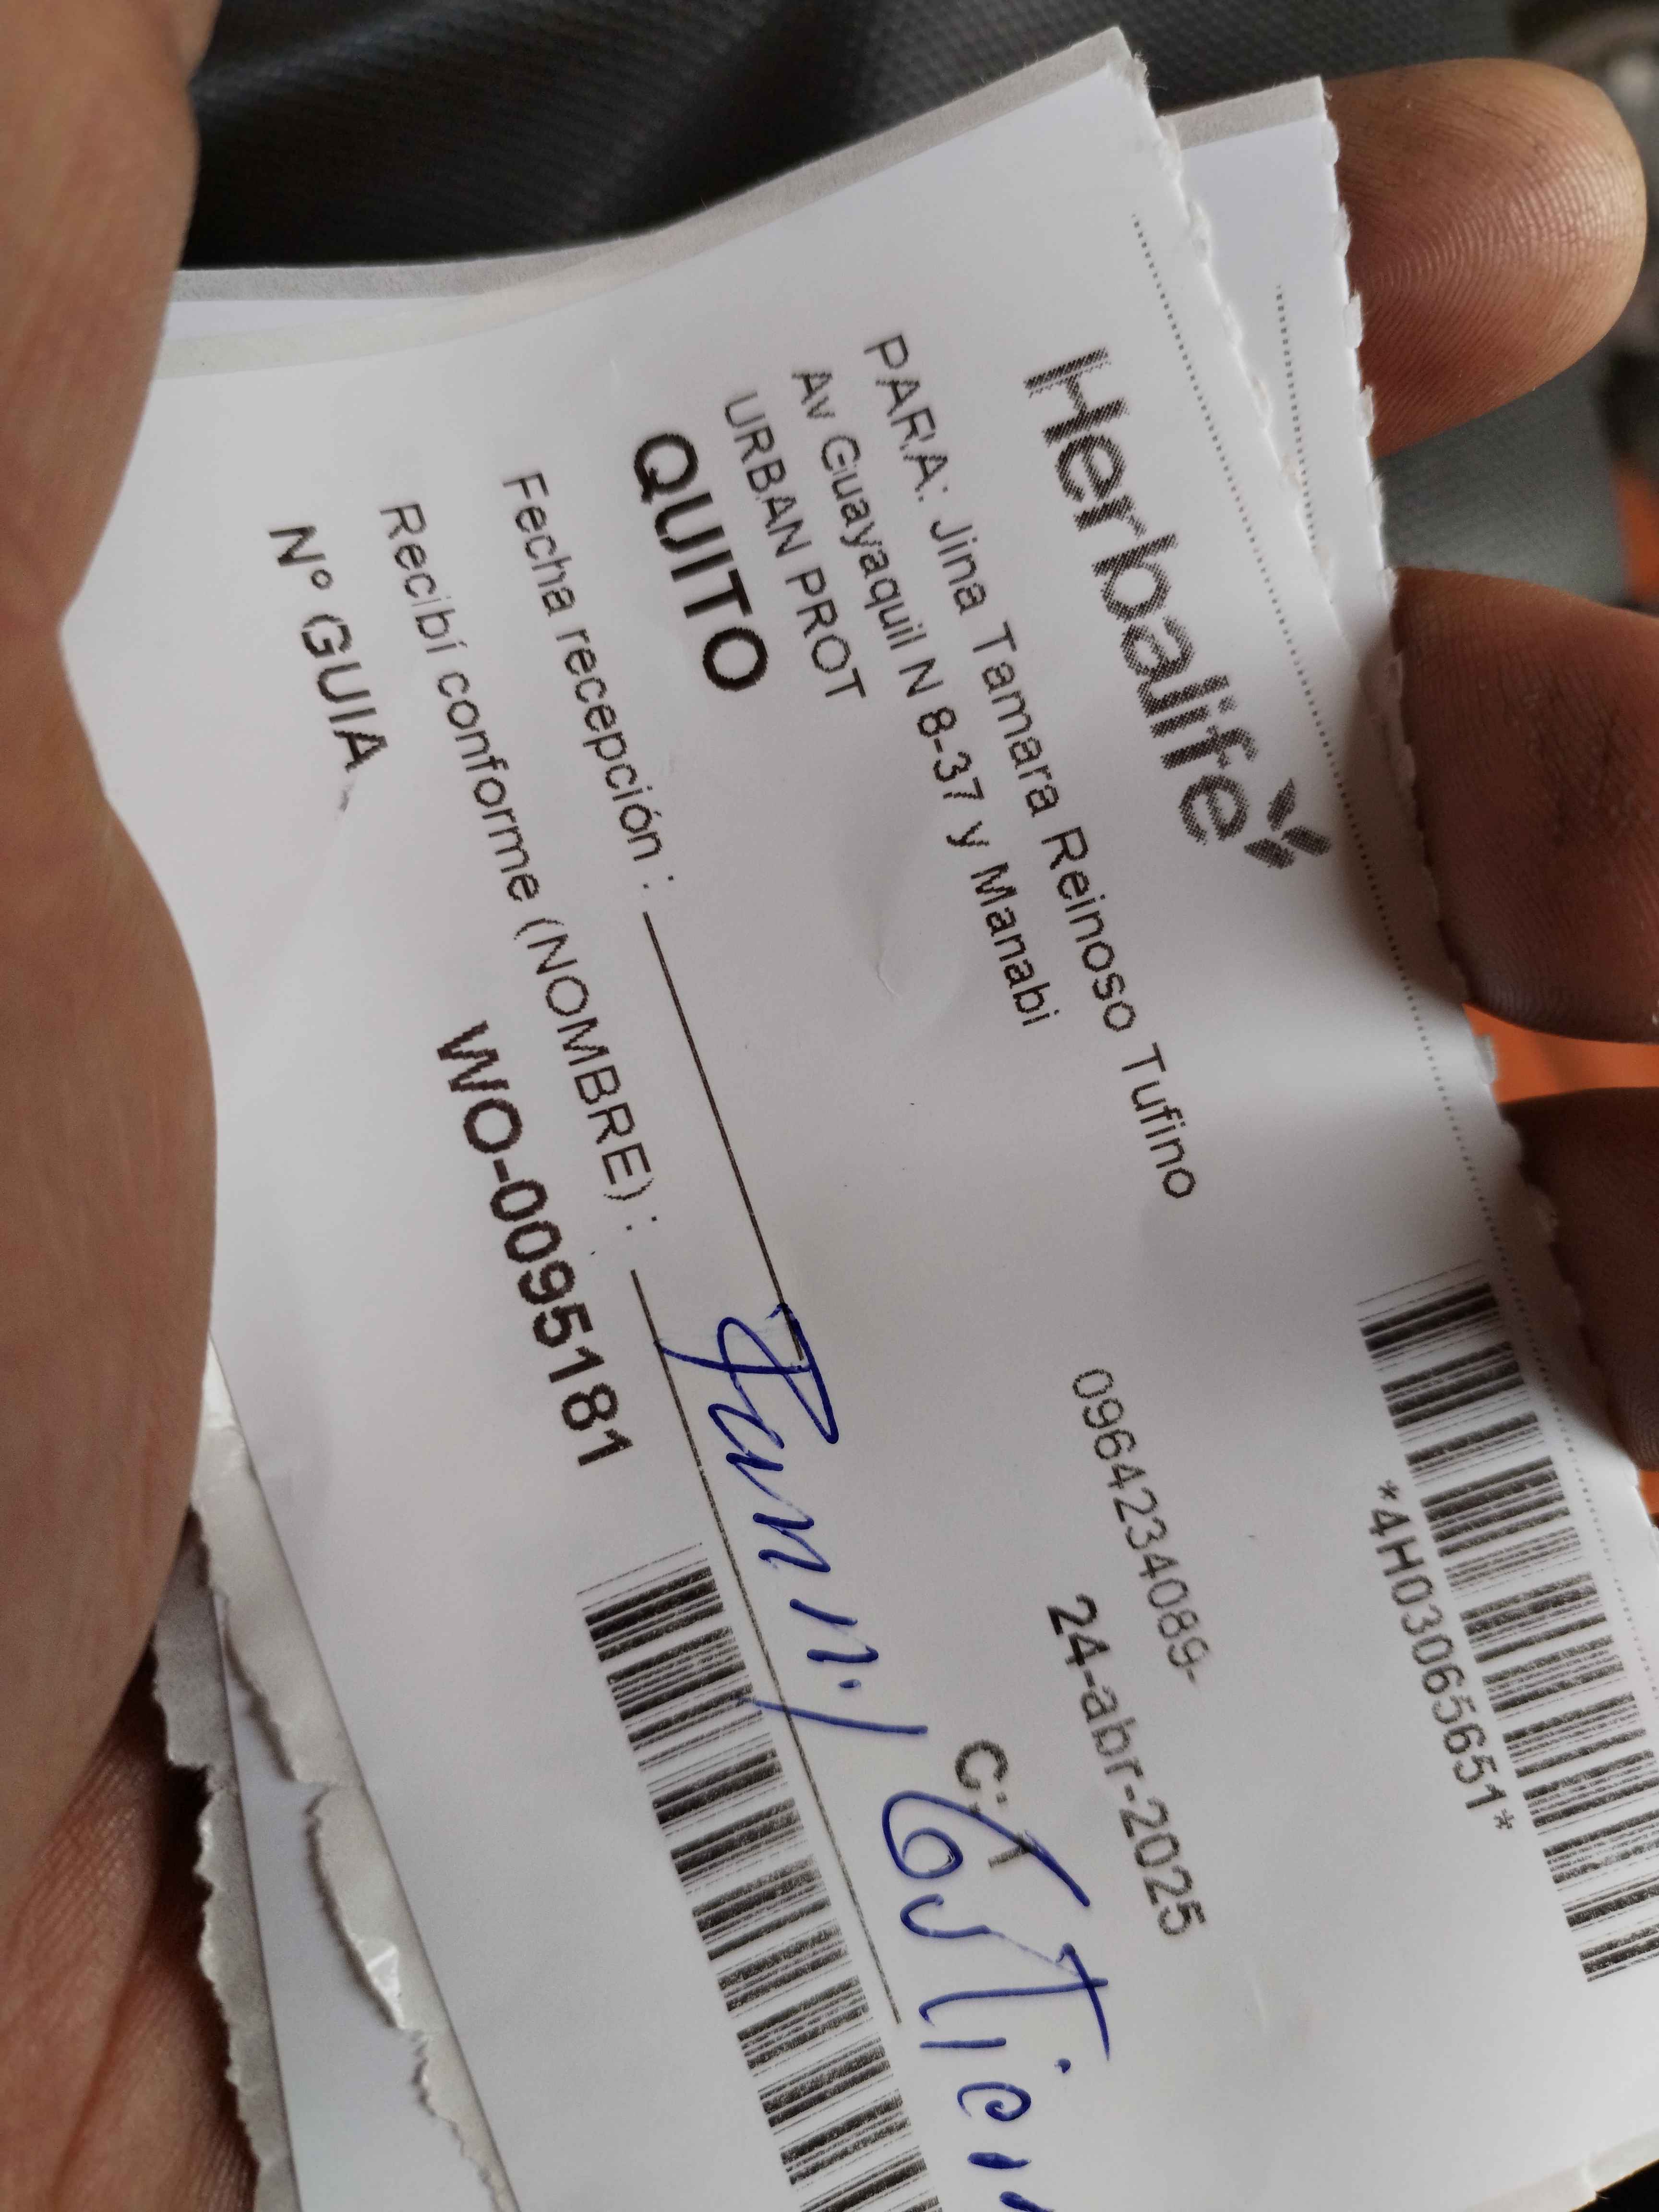 *4H03065651*
Herbalife
PARA: Jina Tamara Reinoso Tufino
0964234089-
Av Guayaquil N 8-37 y Manabi
24-abr-2025
URBAN PROT
QUITO
C.I
Fecha recepción :
Recibí conforme (NOMBRE) :
Nº GUIA
WO-0095181